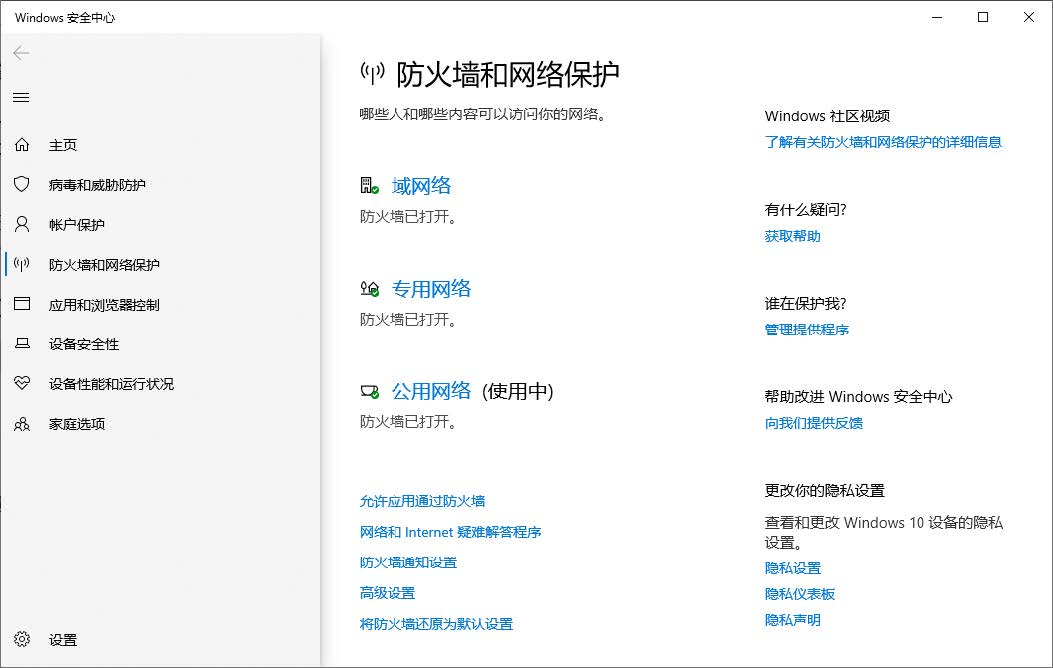 Windows 安全中心
主页
病毒和威胁防护
帐户保护
防火墙和网络保护
应用和浏览器控制
设备安全性
设备性能和运行状况
家庭选项
设置
防火墙和网络保护
哪些人和哪些内容可以访问你的网络。
域网络
防火墙已打开。
专用网络
防火墙已打开。
公用网络 (使用中)
防火墙已打开。
允许应用通过防火墙
网络和 Internet 疑难解答程序
防火墙通知设置
高级设置
将防火墙还原为默认设置
Windows 社区视频
了解有关防火墙和网络保护的详细信息
有什么疑问?
获取帮助
谁在保护我?
管理提供程序
帮助改进 Windows 安全中心
向我们提供反馈
更改你的隐私设置
查看和更改 Windows 10 设备的隐私
设置。
隐私设置
隐私仪表板
隐私声明